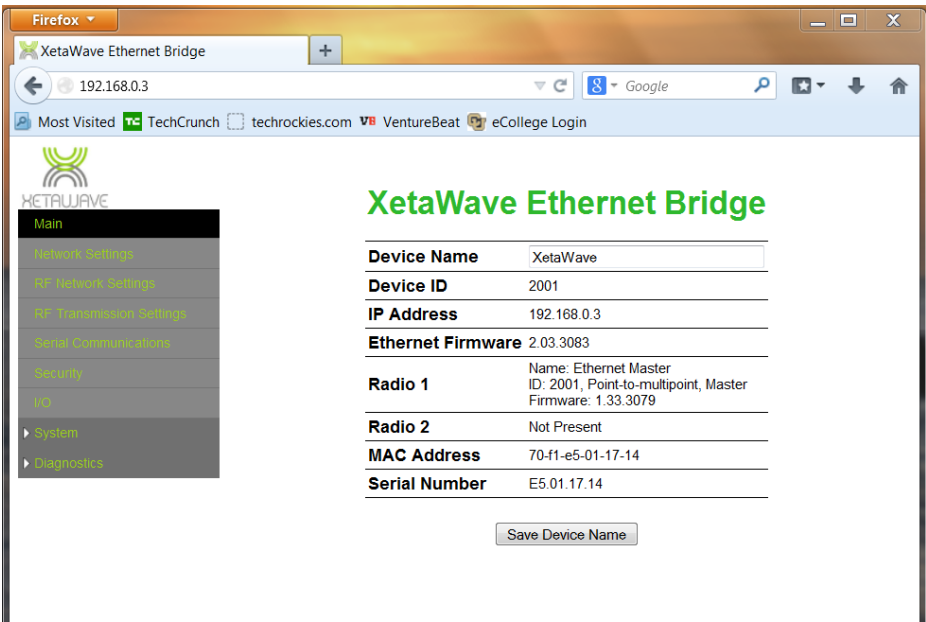 Firefox
XetaWave Ethernet Bridge
192.168.0.3
Google
Most Visited TechCrunch techrockies.com VentureBeat eCollege Login
XETAWAVE
Main
Network Settings
RF Network Settings
RF Transmission Settings
Serial Communications
Security
I/O
System
Diagnostics
XetaWave Ethernet Bridge
Device Name XetaWave
Device ID 2001
IP Address 192.168.0.3
Ethernet Firmware 2.03.3083
Radio 1
Name: Ethernet Master
ID: 2001, Point-to-multipoint, Master
Firmware: 1.33.3079
Radio 2 Not Present
MAC Address 70-f1-e5-01-17-14
Serial Number E5.01.17.14
Save Device Name